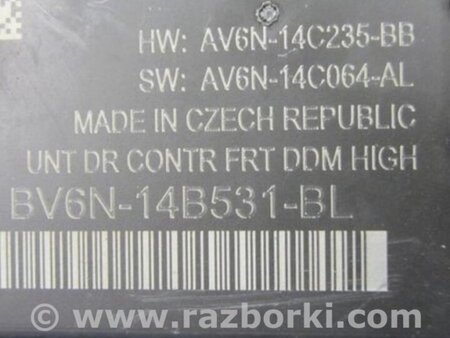 HW: AV6N-14C235-BB
SW: AV6N-14C064-AL
MADE IN CZECH REPUBLIC
UNT DR CONTR FRT DDM HIGH
BV6N-14B531-BL
© www.razborki.com